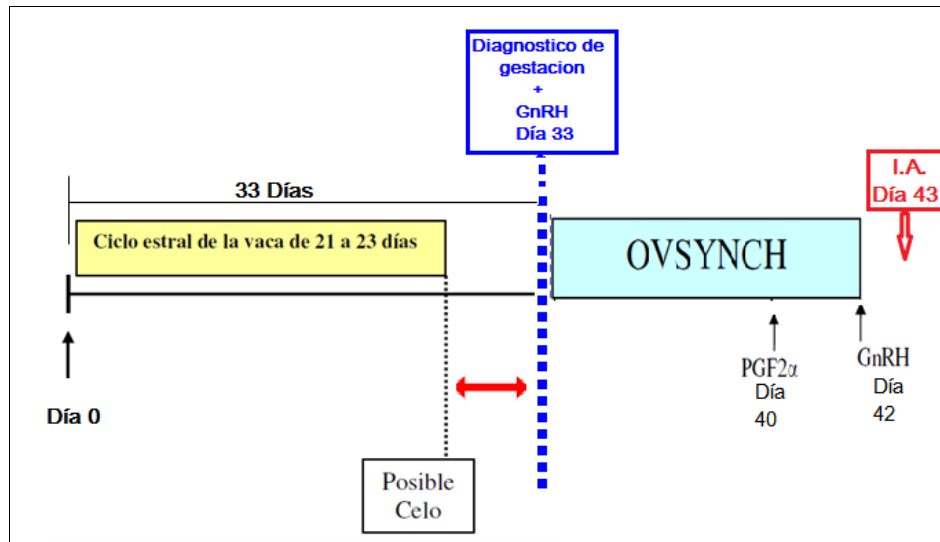 Diagnostico de
gestacion
+
GnRH
Día 33
33 Días
I.A.
Día 43
Ciclo estral de la vaca de 21 a 23 días
OVSYNCH
PGF2α
Día
40
GnRH
Día
42
Día 0
Posible
Celo